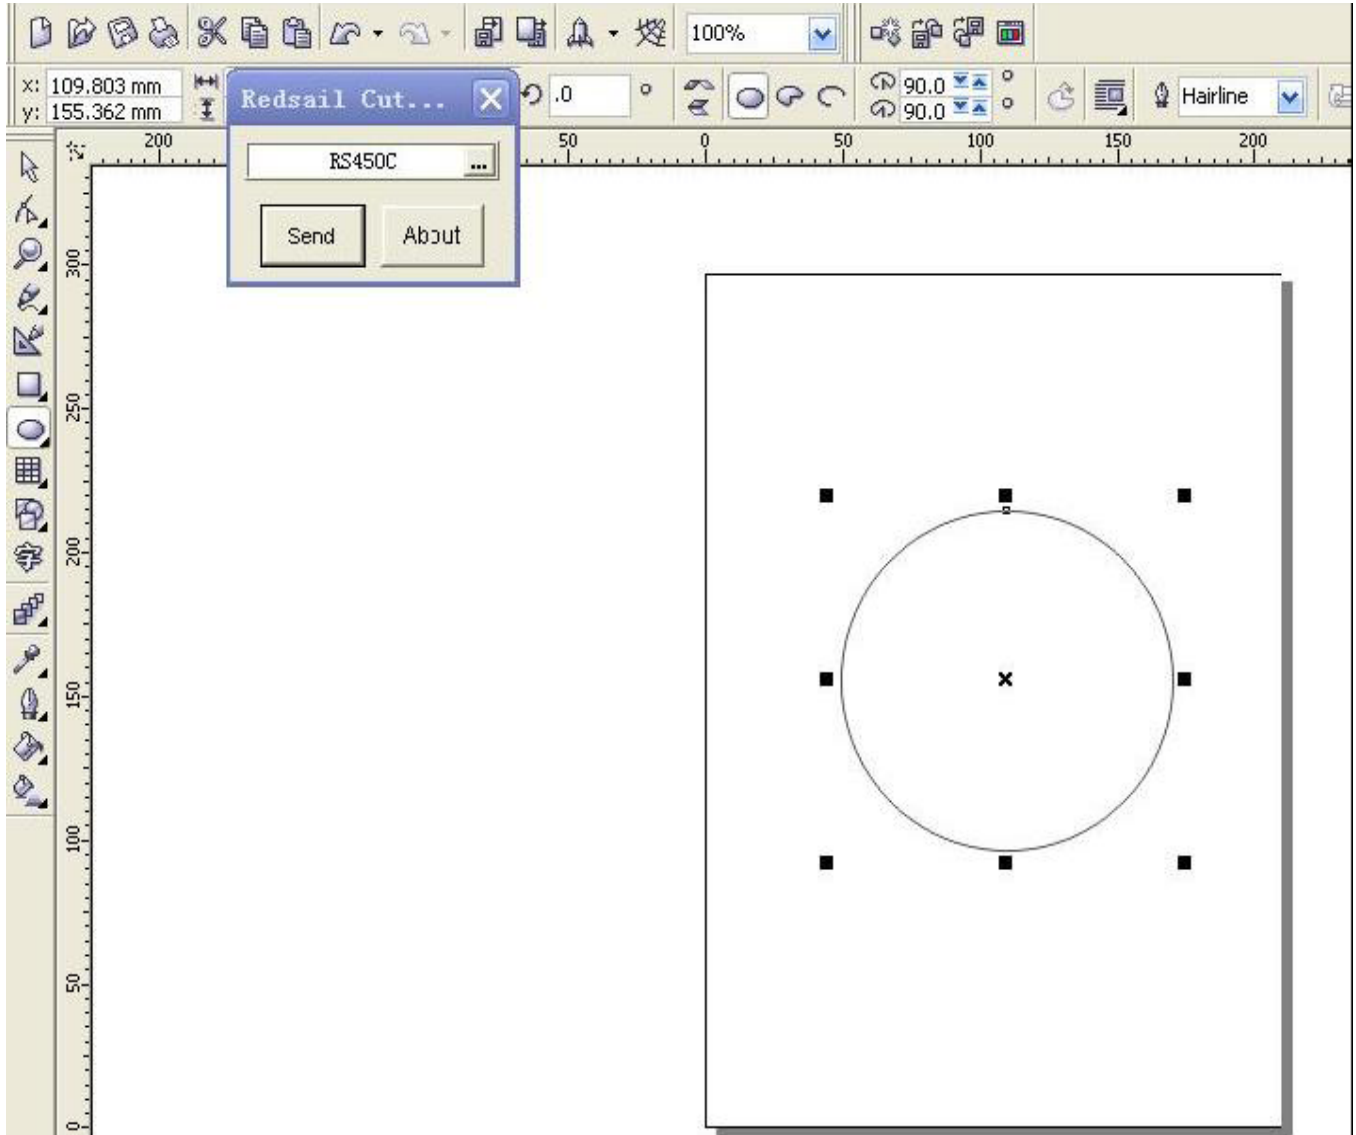 100%
x: 109.803 mm
y: 155.362 mm
Redsail Cut...
.0 °
90.0 °
90.0 °
Hairline
200 50 0 50 100 150 200
RS450C ...
Send About
300
250
200
字
150
100
50
0